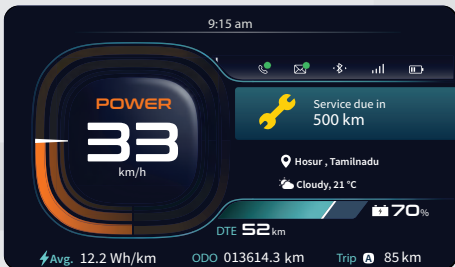 9:15 am
POWER
33
km/h
Service due in
500 km
Hosur , Tamilnadu
Cloudy, 21 °C
70%
DTE 52 km
Avg. 12.2 Wh/km
ODO 013614.3 km
Trip A 85 km